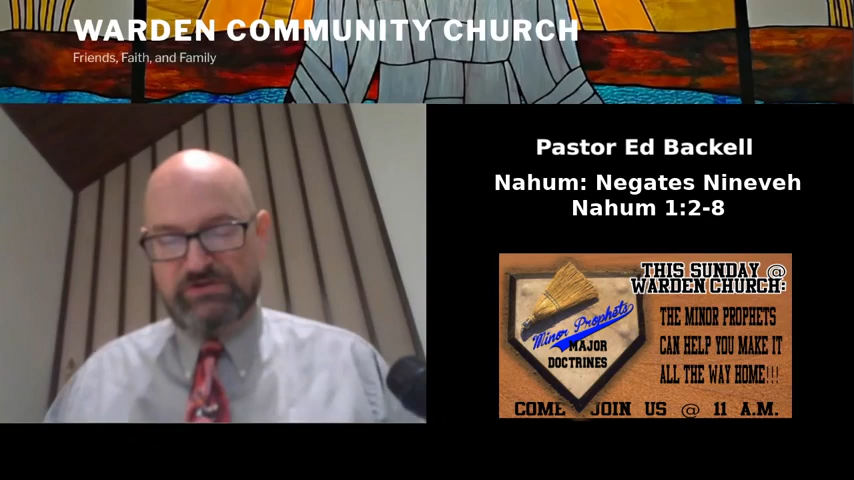 WARDEN COMMUNITY CHURCH
Friends, Faith, and Family
Pastor Ed Backell
Nahum: Negates Nineveh
Nahum 1:2-8
THIS SUNDAY @
WARDEN CHURCH:
Minor Prophets
MAJOR
DOCTRINES
THE MINOR PROPHETS
CAN HELP YOU MAKE IT
ALL THE WAY HOME!!!
COME JOIN US @ 11 A.M.